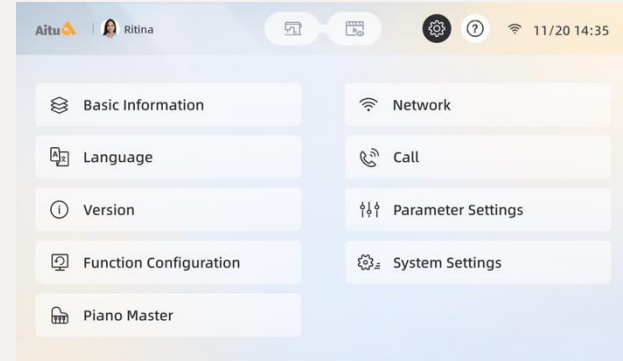 Aitu
Ritina
11/20 14:35
Basic Information
Network
Language
Call
Version
Parameter Settings
Function Configuration
System Settings
Piano Master